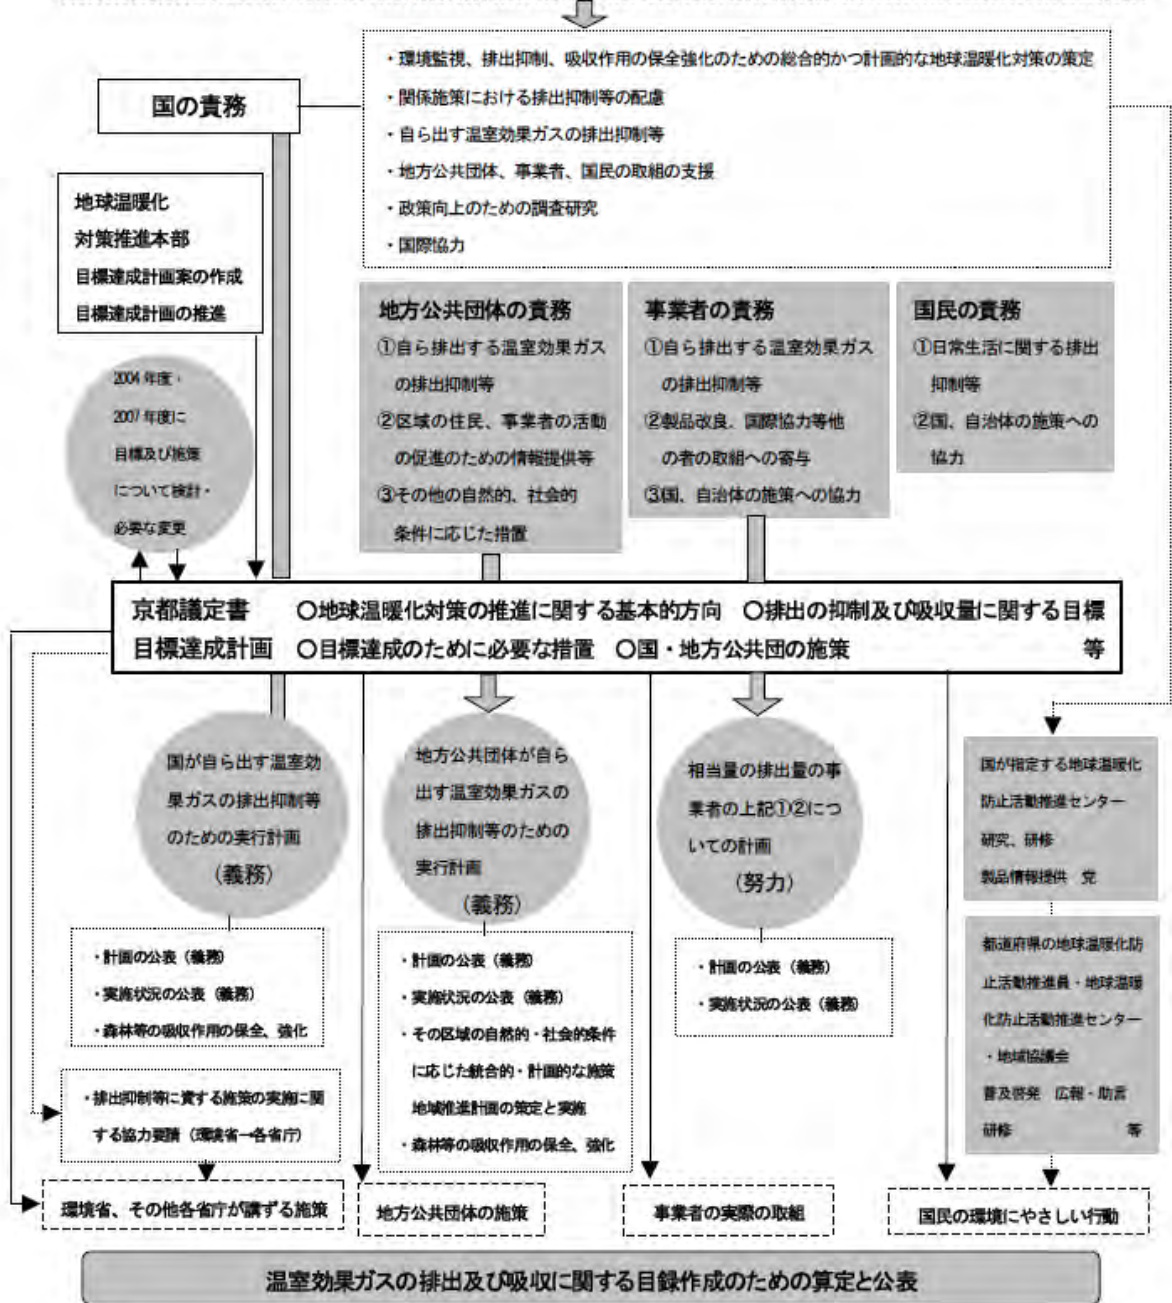 ・環境監視、排出抑制、吸収作用の保全強化のための総合的かつ計画的な地球温暖化対策の策定
・関係施策における排出抑制等の配慮
・自ら出す温室効果ガスの排出抑制等
・地方公共団体、事業者、国民の取組の支援
・政策向上のための調査研究
・国際協力
国の責務
地球温暖化
対策推進本部
目標達成計画案の作成
目標達成計画の推進
2004年度・
2007年度に
目標及び施策
について検討・
必要な変更
地方公共団体の責務
①自ら排出する温室効果ガス
の排出抑制等
②区域の住民、事業者の活動
の促進のための情報提供等
③その他の自然的、社会的
条件に応じた措置
事業者の責務
①自ら排出する温室効果ガス
の排出抑制等
②製品改良、国際協力等他
の者の取組への寄与
③国、自治体の施策への協力
国民の責務
①日常生活に関する排出
抑制等
②国、自治体の施策への
協力
京都議定書 〇地球温暖化対策の推進に関する基本的方向 〇排出の抑制及び吸収量に関する目標
目標達成計画 〇目標達成のために必要な措置 〇国・地方公共団の施策 等
国が自ら出す温室効
果ガスの排出抑制等
のための実行計画
(義務)
・計画の公表（義務）
・実施状況の公表（義務）
・森林等の吸収作用の保全、強化
・排出抑制等に資する施策の実施に関
する協力要請（環境省→各省庁）
環境省、その他各省庁が講ずる施策
地方公共団体が自ら
出す温室効果ガスの
排出抑制等のための
実行計画
(義務)
・計画の公表（義務）
・実施状況の公表（義務）
・その区域の自然的・社会的条件
に応じた統合的・計画的な施策
地域推進計画の策定と実施
・森林等の吸収作用の保全、強化
地方公共団体の施策
相当量の排出量の事
業者の上記①②につ
いての計画
(努力)
・計画の公表（義務）
・実施状況の公表（義務）
事業者の実際の取組
国が指定する地球温暖化
防止活動推進センター
研究、研修
製品情報提供 党
都道府県の地球温暖化防
止活動推進員・地球温暖
化防止活動推進センター
・地域協議会
普及啓発 広報・助言
研修 等
国民の環境にやさしい行動
温室効果ガスの排出及び吸収に関する目録作成のための算定と公表